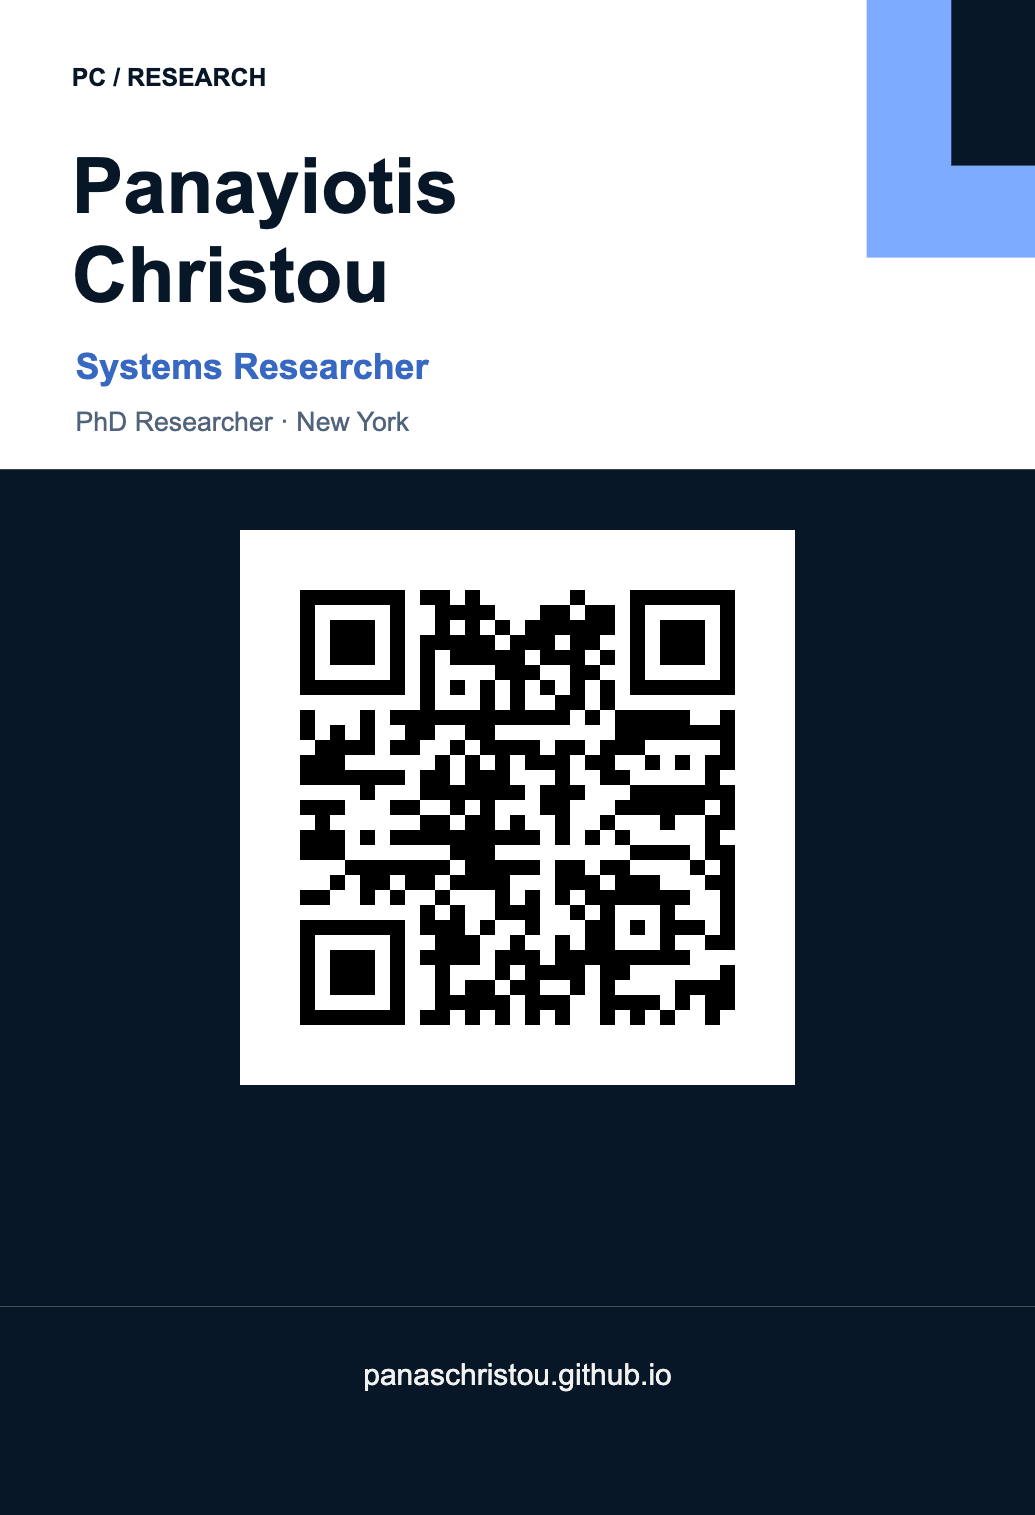 PC / RESEARCH
Panayiotis
Christou
Systems Researcher
PhD Researcher · New York
panaschristou.github.io